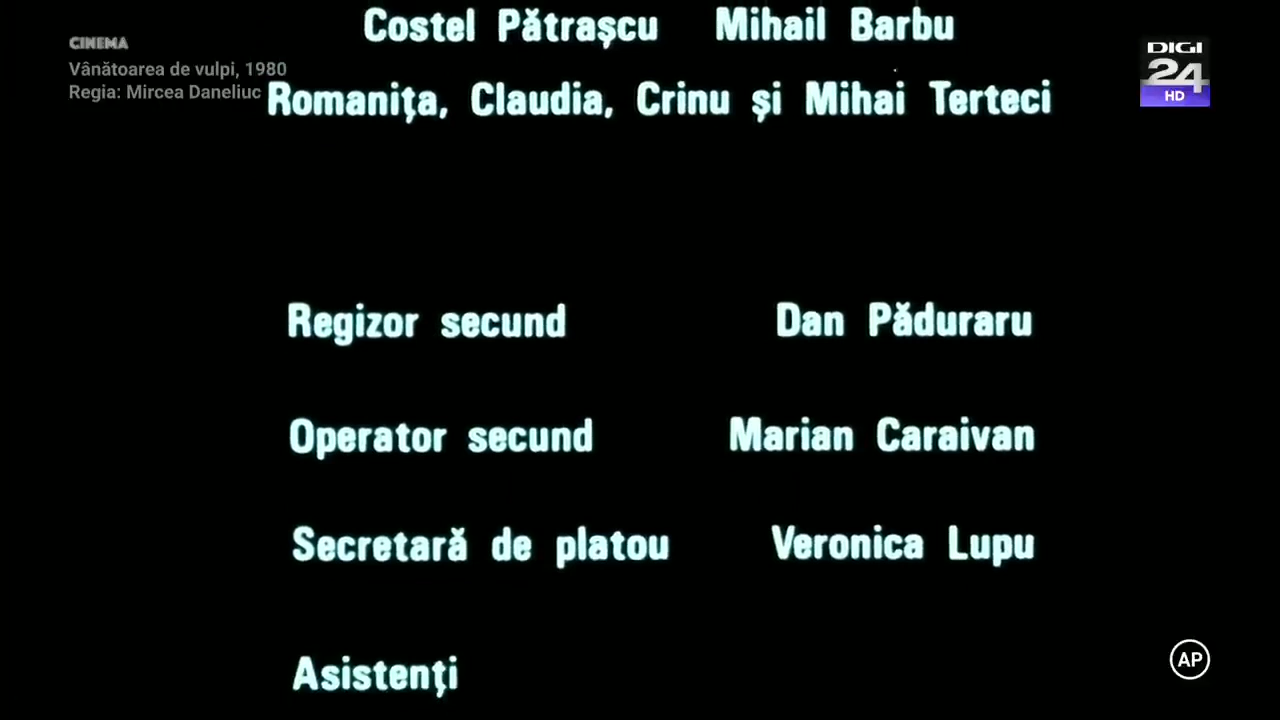 Costel Pătrașcu Mihail Barbu
CINEMA
Vânătoarea de vulpi, 1980
Regia: Mircea Daneliuc
DIGI
24
HD
Romanița, Claudia, Crinu și Mihai Terteci
Regizor secund Dan Păduraru
Operator secund Marian Caraivan
Secretară de platou Veronica Lupu
Asistenți
AP